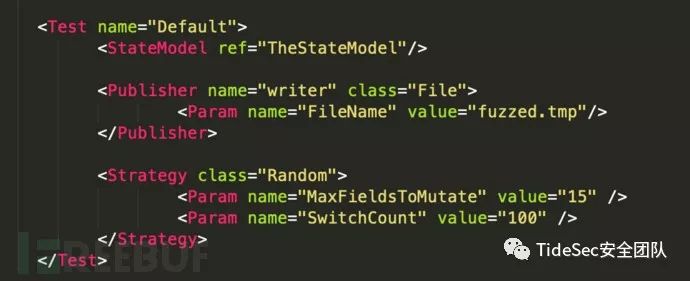 <Test name="Default">
<StateModel ref="TheStateModel"/>
<Publisher name="writer" class="File">
<Param name="FileName" value="fuzzed.tmp"/>
</Publisher>
<Strategy class="Random">
<Param name="MaxFieldsToMutate" value="15" />
<Param name="SwitchCount" value="100" />
</Strategy>
</Test>
REEBUF
TideSec安全团队